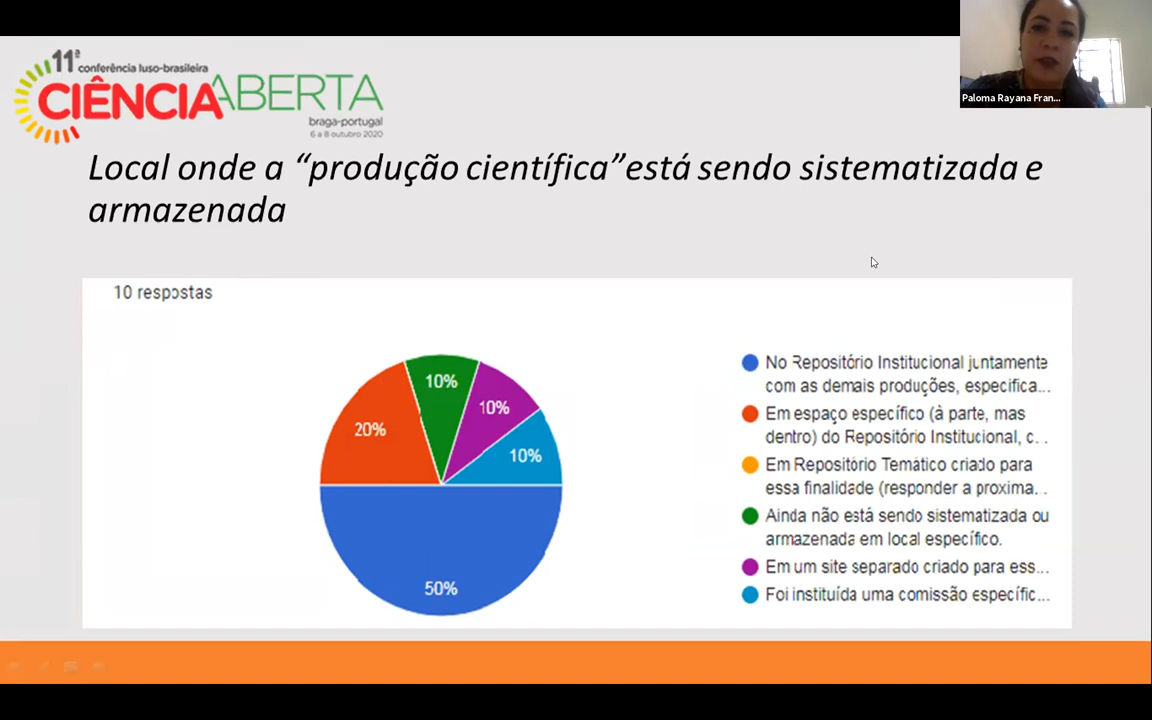 11ª conferência luso-brasileira
CIÊNCIA ABERTA
braga-portugal
6 a 8 outubro 2020
Paloma Rayana Fran...
Local onde a “produção científica”está sendo sistematizada e
armazenada
10 respostas
10%
10%
20%
10%
50%
No Repositório Institucional juntamente
com as demais produções, especifica...
Em espaço específico (à parte, mas
dentro) do Repositório Institucional, c...
Em Repositório Temático criado para
essa finalidade (responder a proxima...
Ainda não está sendo sistematizada ou
armazenada em local específico.
Em um site separado criado para ess...
Foi instituída uma comissão específic...